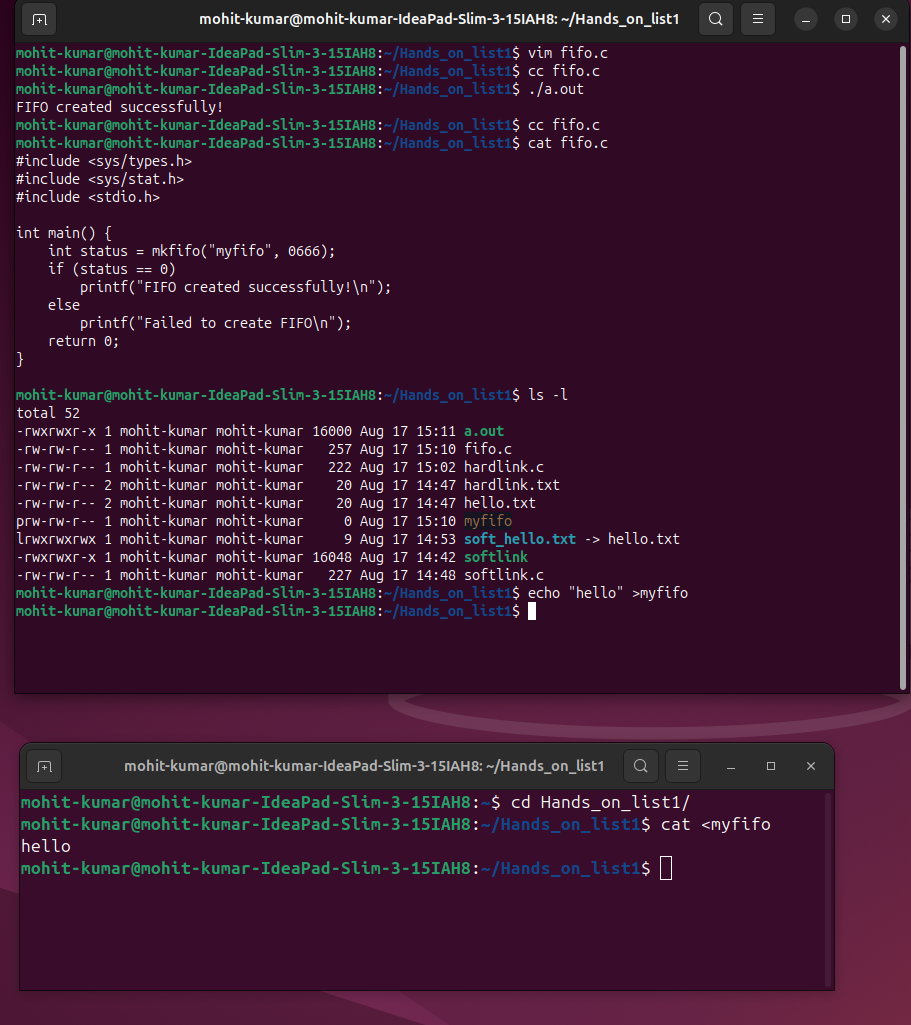 mohit-kumar@mohit-kumar-IdeaPad-Slim-3-15IAH8: ~/Hands_on_list1
mohit-kumar@mohit-kumar-IdeaPad-Slim-3-15IAH8:~/Hands_on_list1$ vim fifo.c
mohit-kumar@mohit-kumar-IdeaPad-Slim-3-15IAH8:~/Hands_on_list1$ cc fifo.c
mohit-kumar@mohit-kumar-IdeaPad-Slim-3-15IAH8:~/Hands_on_list1$ ./a.out
FIFO created successfully!
mohit-kumar@mohit-kumar-IdeaPad-Slim-3-15IAH8:~/Hands_on_list1$ cc fifo.c
mohit-kumar@mohit-kumar-IdeaPad-Slim-3-15IAH8:~/Hands_on_list1$ cat fifo.c
#include <sys/types.h>
#include <sys/stat.h>
#include <stdio.h>

int main() {
    int status = mkfifo("myfifo", 0666);
    if (status == 0)
        printf("FIFO created successfully!\n");
    else
        printf("Failed to create FIFO\n");
    return 0;
}

mohit-kumar@mohit-kumar-IdeaPad-Slim-3-15IAH8:~/Hands_on_list1$ ls -l
total 52
-rwxrwxr-x 1 mohit-kumar mohit-kumar 16000 Aug 17 15:11 a.out
-rw-rw-r-- 1 mohit-kumar mohit-kumar   257 Aug 17 15:10 fifo.c
-rw-rw-r-- 1 mohit-kumar mohit-kumar   222 Aug 17 15:02 hardlink.c
-rw-rw-r-- 2 mohit-kumar mohit-kumar    20 Aug 17 14:47 hardlink.txt
-rw-rw-r-- 2 mohit-kumar mohit-kumar    20 Aug 17 14:47 hello.txt
prw-rw-r-- 1 mohit-kumar mohit-kumar     0 Aug 17 15:10 myfifo
lrwxrwxrwx 1 mohit-kumar mohit-kumar     9 Aug 17 14:53 soft_hello.txt -> hello.txt
-rwxrwxr-x 1 mohit-kumar mohit-kumar 16048 Aug 17 14:42 softlink
-rw-rw-r-- 1 mohit-kumar mohit-kumar   227 Aug 17 14:48 softlink.c
mohit-kumar@mohit-kumar-IdeaPad-Slim-3-15IAH8:~/Hands_on_list1$ echo "hello" >myfifo
mohit-kumar@mohit-kumar-IdeaPad-Slim-3-15IAH8:~/Hands_on_list1$
mohit-kumar@mohit-kumar-IdeaPad-Slim-3-15IAH8: ~/Hands_on_list1
mohit-kumar@mohit-kumar-IdeaPad-Slim-3-15IAH8:~$ cd Hands_on_list1/
mohit-kumar@mohit-kumar-IdeaPad-Slim-3-15IAH8:~/Hands_on_list1$ cat <myfifo
hello
mohit-kumar@mohit-kumar-IdeaPad-Slim-3-15IAH8:~/Hands_on_list1$